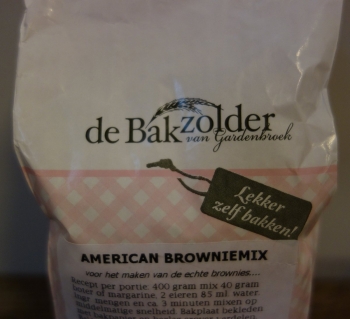 de Bakzolder
van Gardenbroek
Lekker
zelf bakken!
AMERICAN BROWNIEMIX
voor het maken van de echte brownies....
Recept per portie: 400 gram mix 40 gram
boter of margarine, 2 eieren 85 ml water.
mengen en ca. 3 minuten mixen op
middelmatige snelheid. Bakplaat bekleden